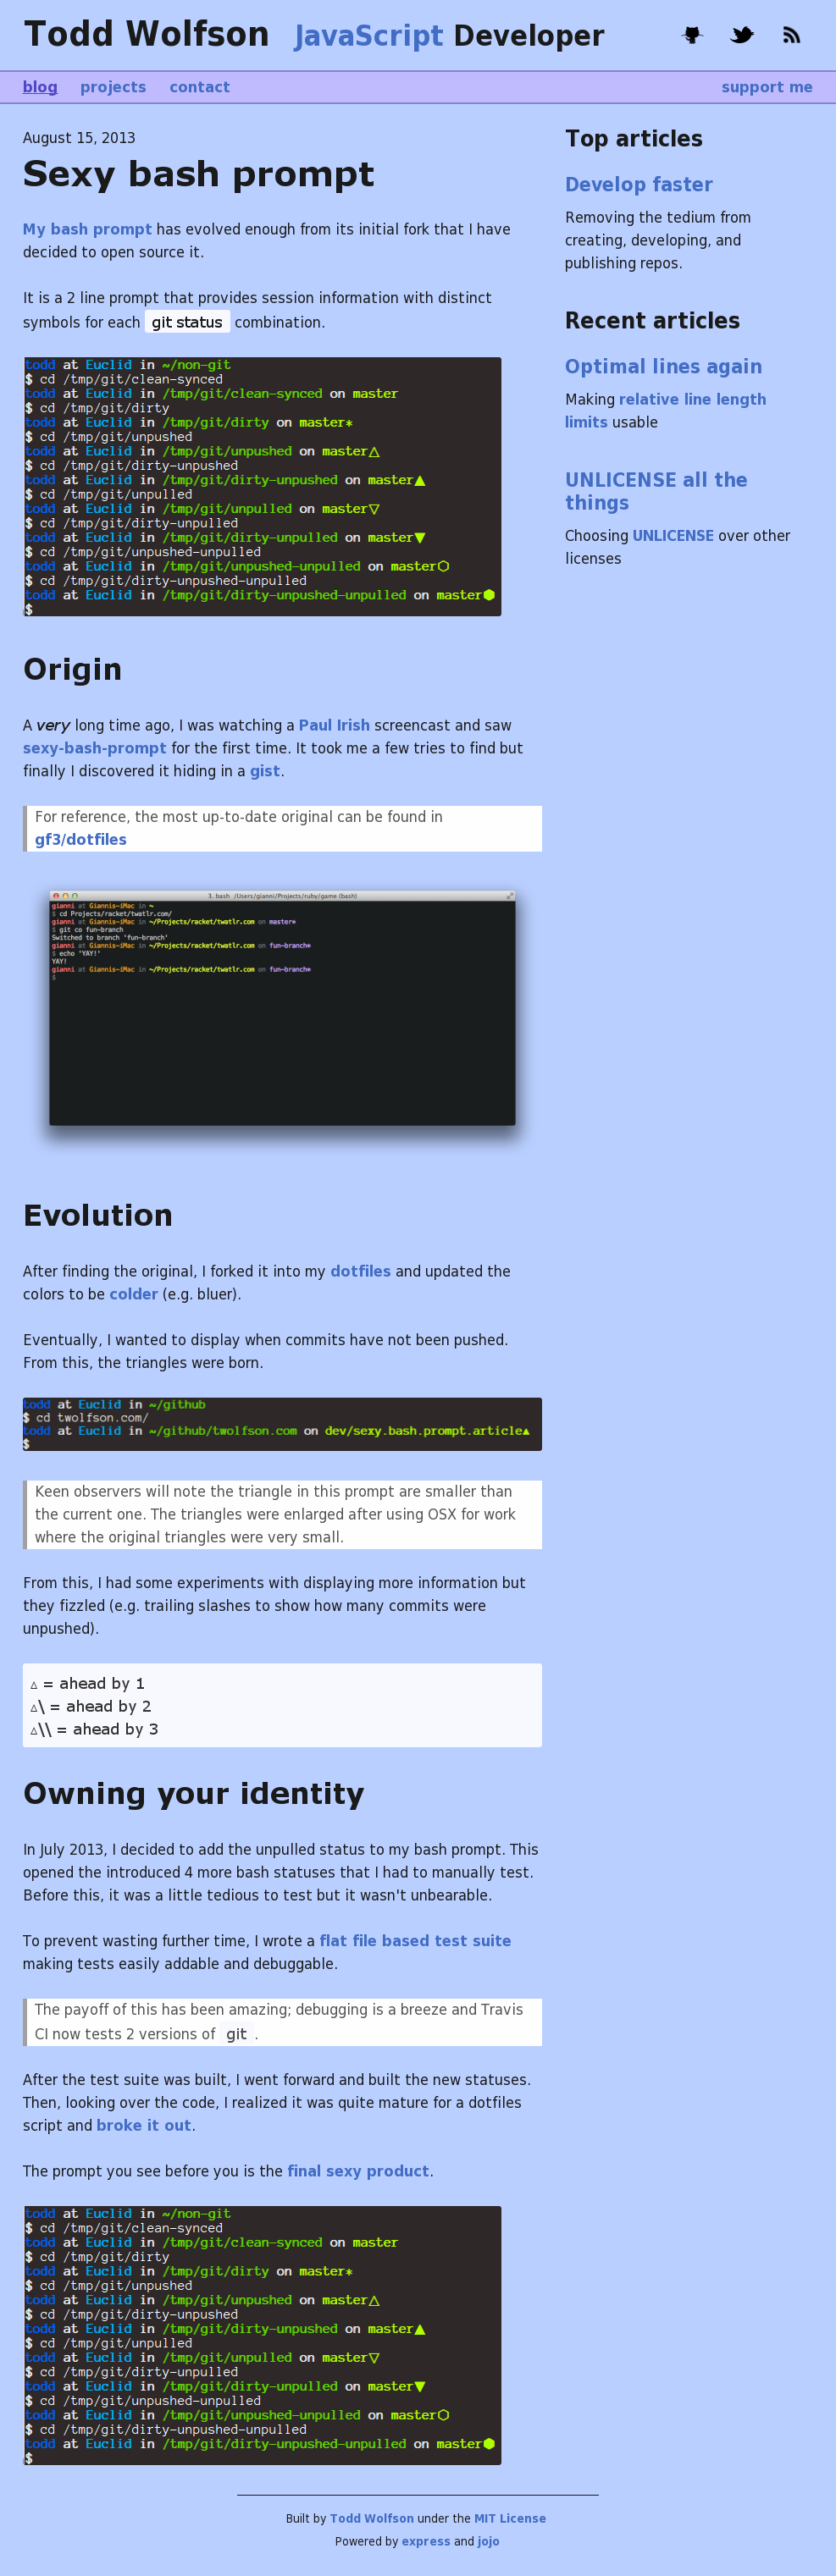 Todd Wolfson JavaScript Developer
blog projects contact support me
August 15, 2013
Sexy bash prompt
My bash prompt has evolved enough from its initial fork that I have
decided to open source it.
It is a 2 line prompt that provides session information with distinct
symbols for each git status combination.
todd at Euclid in ~/non-git
$ cd /tmp/git/clean-synced
todd at Euclid in /tmp/git/clean-synced on master
$ cd /tmp/git/dirty
todd at Euclid in /tmp/git/dirty on master*
$ cd /tmp/git/unpushed
todd at Euclid in /tmp/git/unpushed on master△
$ cd /tmp/git/dirty-unpushed
todd at Euclid in /tmp/git/dirty-unpushed on master▲
$ cd /tmp/git/unpulled
todd at Euclid in /tmp/git/unpulled on master▽
$ cd /tmp/git/dirty-unpulled
todd at Euclid in /tmp/git/dirty-unpulled on master▼
$ cd /tmp/git/unpushed-unpulled
todd at Euclid in /tmp/git/unpushed-unpulled on master⬡
$ cd /tmp/git/dirty-unpushed-unpulled
todd at Euclid in /tmp/git/dirty-unpushed-unpulled on master⬢
$
Origin
A very long time ago, I was watching a Paul Irish screencast and saw
sexy-bash-prompt for the first time. It took me a few tries to find but
finally I discovered it hiding in a gist.
For reference, the most up-to-date original can be found in
gf3/dotfiles
3. bash /Users/gianni/Projects/ruby/game (bash)
gianni at Giannis-iMac in ~
$ cd Projects/racket/twatlr.com/
gianni at Giannis-iMac in ~/Projects/racket/twatlr.com on master*
$ git co fun-branch
Switched to branch 'fun-branch'
gianni at Giannis-iMac in ~/Projects/racket/twatlr.com on fun-branch*
$ echo 'YAY!'
YAY!
gianni at Giannis-iMac in ~/Projects/racket/twatlr.com on fun-branch*
$
Evolution
After finding the original, I forked it into my dotfiles and updated the
colors to be colder (e.g. bluer).
Eventually, I wanted to display when commits have not been pushed.
From this, the triangles were born.
todd at Euclid in ~/github
$ cd twolfson.com/
todd at Euclid in ~/github/twolfson.com on dev/sexy.bash.prompt.article▲
$
Keen observers will note the triangle in this prompt are smaller than
the current one. The triangles were enlarged after using OSX for work
where the original triangles were very small.
From this, I had some experiments with displaying more information but
they fizzled (e.g. trailing slashes to show how many commits were
unpushed).
△ = ahead by 1
△\ = ahead by 2
△\\ = ahead by 3
Owning your identity
In July 2013, I decided to add the unpulled status to my bash prompt. This
opened the introduced 4 more bash statuses that I had to manually test.
Before this, it was a little tedious to test but it wasn't unbearable.
To prevent wasting further time, I wrote a flat file based test suite
making tests easily addable and debuggable.
The payoff of this has been amazing; debugging is a breeze and Travis
CI now tests 2 versions of git .
After the test suite was built, I went forward and built the new statuses.
Then, looking over the code, I realized it was quite mature for a dotfiles
script and broke it out.
The prompt you see before you is the final sexy product.
todd at Euclid in ~/non-git
$ cd /tmp/git/clean-synced
todd at Euclid in /tmp/git/clean-synced on master
$ cd /tmp/git/dirty
todd at Euclid in /tmp/git/dirty on master*
$ cd /tmp/git/unpushed
todd at Euclid in /tmp/git/unpushed on master△
$ cd /tmp/git/dirty-unpushed
todd at Euclid in /tmp/git/dirty-unpushed on master▲
$ cd /tmp/git/unpulled
todd at Euclid in /tmp/git/unpulled on master▽
$ cd /tmp/git/dirty-unpulled
todd at Euclid in /tmp/git/dirty-unpulled on master▼
$ cd /tmp/git/unpushed-unpulled
todd at Euclid in /tmp/git/unpushed-unpulled on master⬡
$ cd /tmp/git/dirty-unpushed-unpulled
todd at Euclid in /tmp/git/dirty-unpushed-unpulled on master⬢
$
Top articles
Develop faster
Removing the tedium from
creating, developing, and
publishing repos.
Recent articles
Optimal lines again
Making relative line length
limits usable
UNLICENSE all the
things
Choosing UNLICENSE over other
licenses
Built by Todd Wolfson under the MIT License
Powered by express and jojo